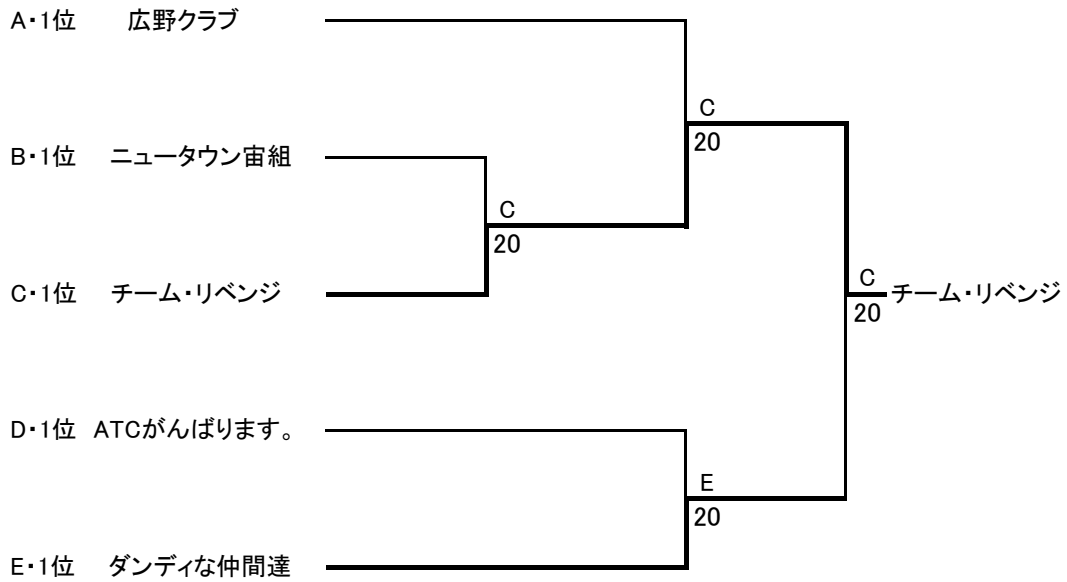 A・1位 広野クラブ
C
20
B・1位 ニュータウン宙組
C
20
C・1位 チーム・リベンジ
C
20
チーム・リベンジ
D・1位 ATCがんばります。
E
20
E・1位 ダンディな仲間達